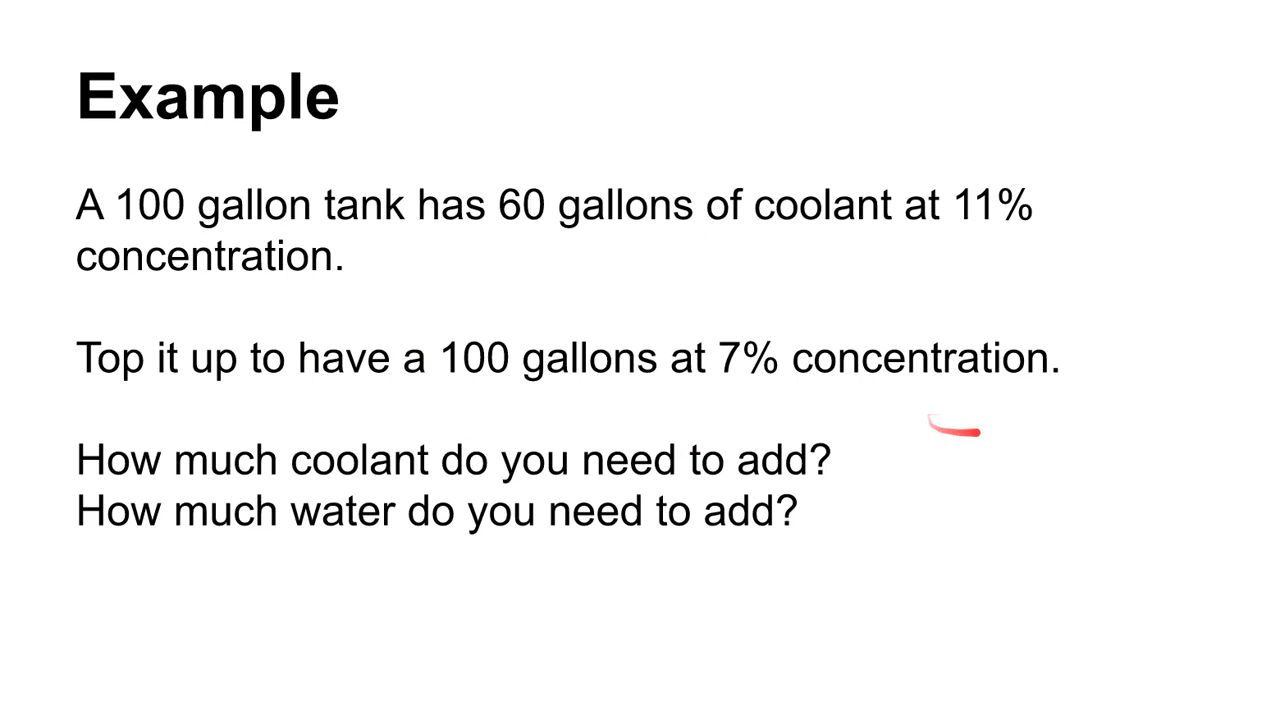 Example
A 100 gallon tank has 60 gallons of coolant at 11%
concentration.
Top it up to have a 100 gallons at 7% concentration.
How much coolant do you need to add?
How much water do you need to add?